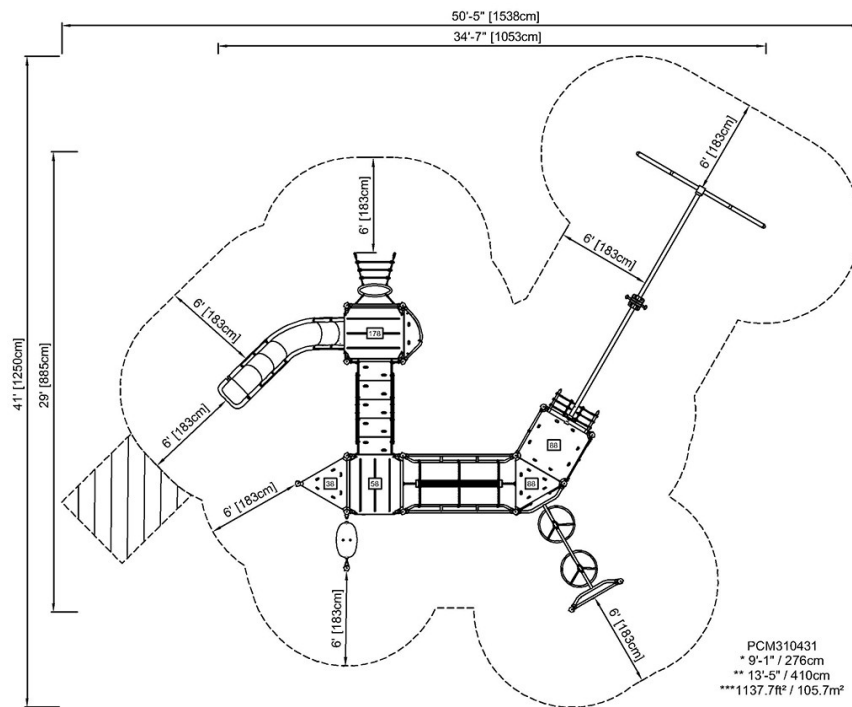 50'-5" [1538cm]
34'-7" [1053cm]
41' [1250cm]
29' [885cm]
6' [183cm]
6' [183cm]
6' [183cm]
6' [183cm]
178
6' [183cm]
88
6' [183cm]
38
58
88
6' [183cm]
6' [183cm]
PCM310431
* 9'-1" / 276cm
** 13'-5" / 410cm
***1137.7ft² / 105.7m²